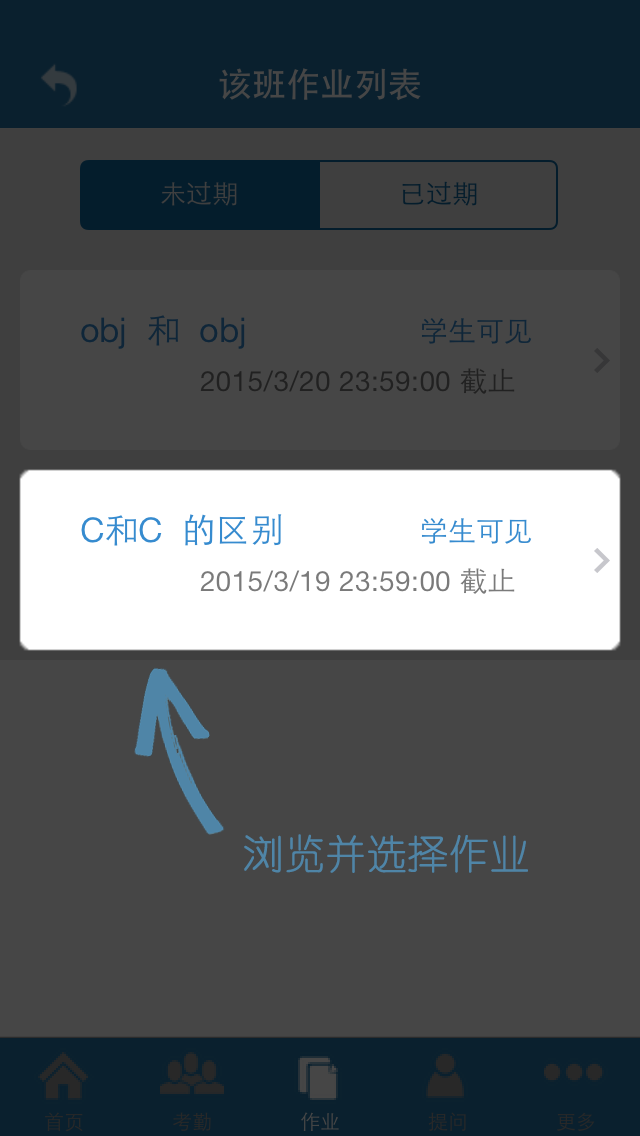 该班作业列表
未过期 已过期
obj 和 obj 学生可见
2015/3/20 23:59:00 截止
C和C 的区别 学生可见
2015/3/19 23:59:00 截止
浏览并选择作业
首页 考勤 作业 提问 更多